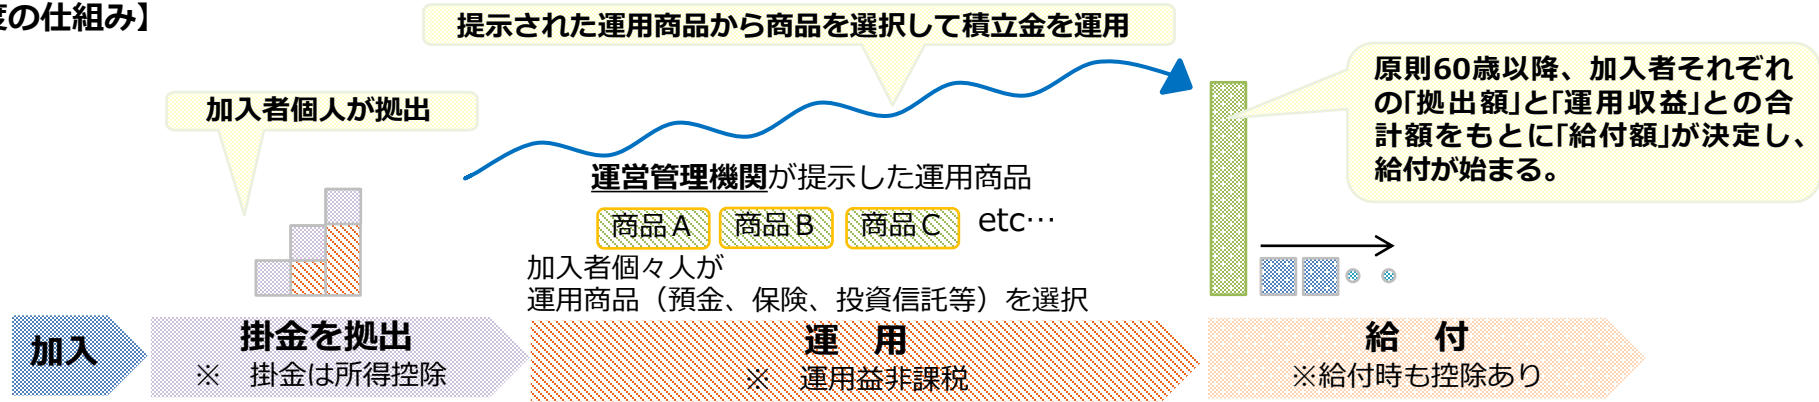 の仕組み】
提示された運用商品から商品を選択して積立金を運用
加入者個人が拠出
原則60歳以降、加入者それぞれ
の｢拠出額｣と｢運用収益｣との合
計額をもとに｢給付額｣が決定し、
給付が始まる。
運営管理機関が提示した運用商品
商品Ａ 商品Ｂ 商品Ｃ etc…
加入者個々人が
運用商品（預金、保険、投資信託等）を選択
加入
掛金を拠出
※　掛金は所得控除
運　用
※　運用益非課税
給　付
※給付時も控除あり